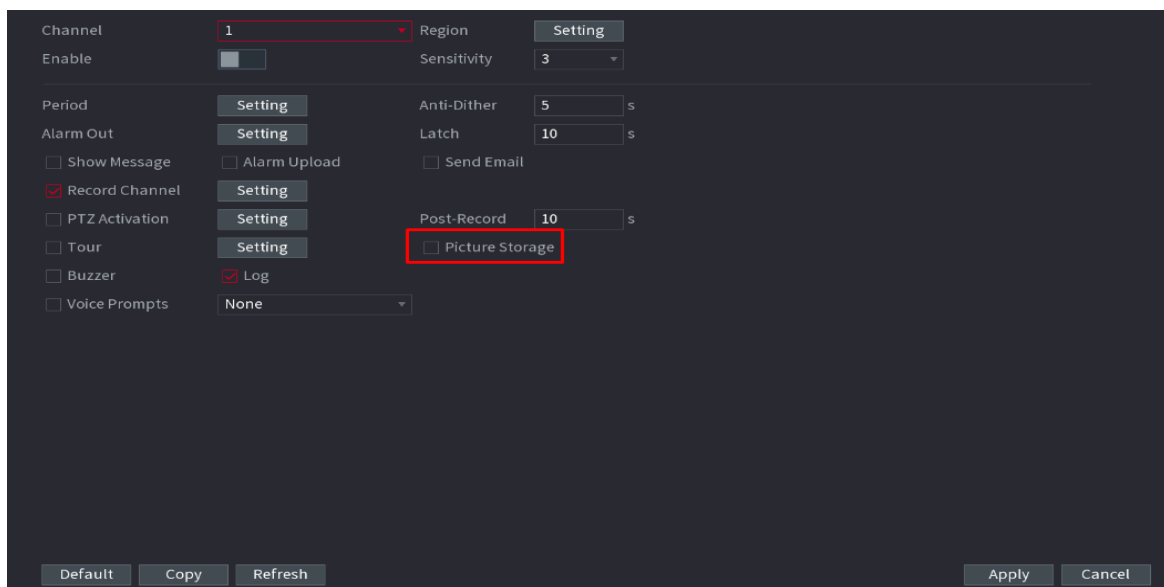 Channel 1 Region Setting
Enable Sensitivity 3
Period Setting Anti-Dither 5 s
Alarm Out Setting Latch 10 s
Show Message Alarm Upload Send Email
Record Channel Setting
PTZ Activation Setting Post-Record 10 s
Tour Setting Picture Storage
Buzzer Log
Voice Prompts None
Default Copy Refresh Apply Cancel